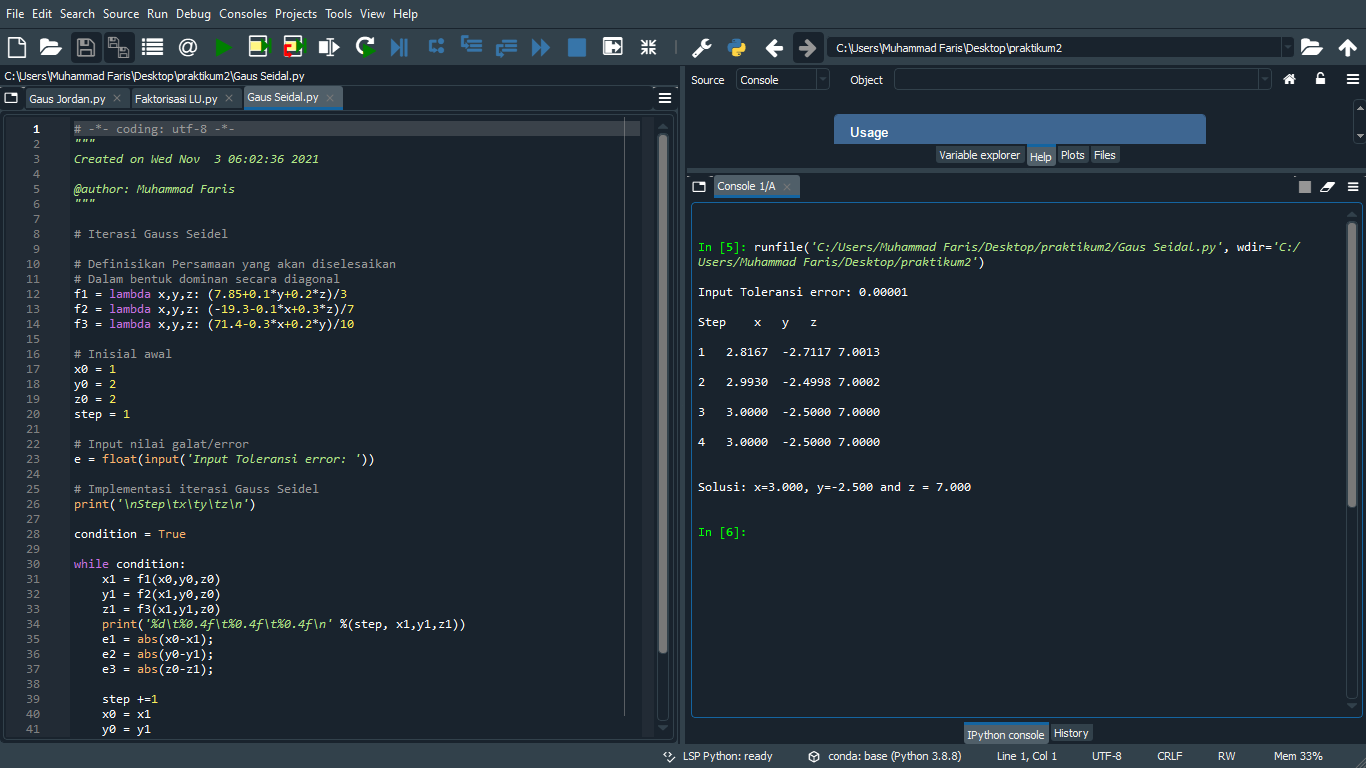 File Edit Search Source Run Debug Consoles Projects Tools View Help
C:\Users\Muhammad Faris\Desktop\praktikum2
C:\Users\Muhammad Faris\Desktop\praktikum2\Gaus Seidal.py
Gaus Jordan.py Faktorisasi LU.py Gaus Seidal.py
1 # -*- coding: utf-8 -*-
2 """
3 Created on Wed Nov  3 06:02:36 2021
4
5 @author: Muhammad Faris
6 """
7
8 # Iterasi Gauss Seidel
9
10 # Definisikan Persamaan yang akan diselesaikan
11 # Dalam bentuk dominan secara diagonal
12 f1 = lambda x,y,z: (7.85+0.1*y+0.2*z)/3
13 f2 = lambda x,y,z: (-19.3-0.1*x+0.3*z)/7
14 f3 = lambda x,y,z: (71.4-0.3*x+0.2*y)/10
15
16 # Inisial awal
17 x0 = 1
18 y0 = 2
19 z0 = 2
20 step = 1
21
22 # Input nilai galat/error
23 e = float(input('Input Toleransi error: '))
24
25 # Implementasi iterasi Gauss Seidel
26 print('\nStep\tx\ty\tz\n')
27
28 condition = True
29
30 while condition:
31     x1 = f1(x0,y0,z0)
32     y1 = f2(x1,y0,z0)
33     z1 = f3(x1,y1,z0)
34     print('%d\t%0.4f\t%0.4f\t%0.4f\n' %(step, x1,y1,z1))
35     e1 = abs(x0-x1);
36     e2 = abs(y0-y1);
37     e3 = abs(z0-z1);
38
39     step +=1
40     x0 = x1
41     y0 = y1
Source Console Object
Usage
Variable explorer Help Plots Files
Console 1/A
In [5]: runfile('C:/Users/Muhammad Faris/Desktop/praktikum2/Gaus Seidal.py', wdir='C:/
Users/Muhammad Faris/Desktop/praktikum2')
Input Toleransi error: 0.00001
Step x y z
1 2.8167 -2.7117 7.0013
2 2.9930 -2.4998 7.0002
3 3.0000 -2.5000 7.0000
4 3.0000 -2.5000 7.0000
Solusi: x=3.000, y=-2.500 and z = 7.000
In [6]:
IPython console History
LSP Python: ready conda: base (Python 3.8.8) Line 1, Col 1 UTF-8 CRLF RW Mem 33%